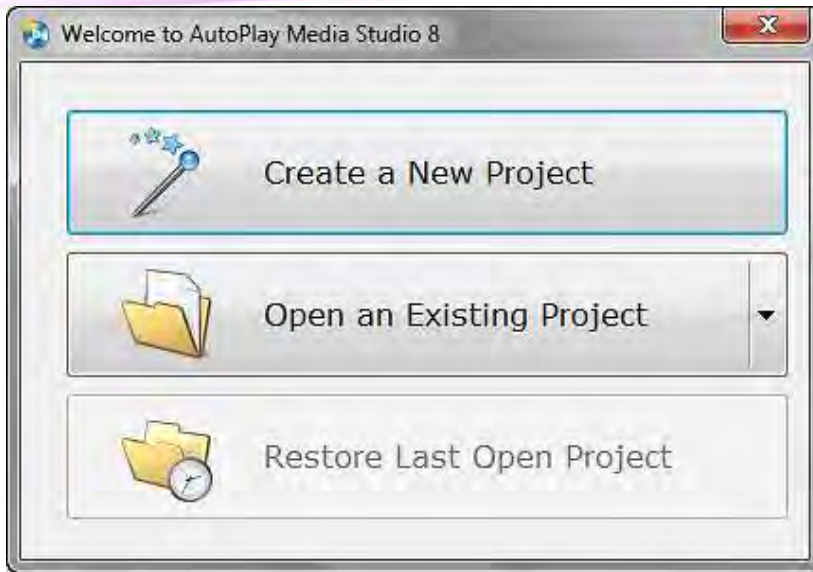 Welcome to AutoPlay Media Studio 8
Create a New Project
Open an Existing Project
Restore Last Open Project